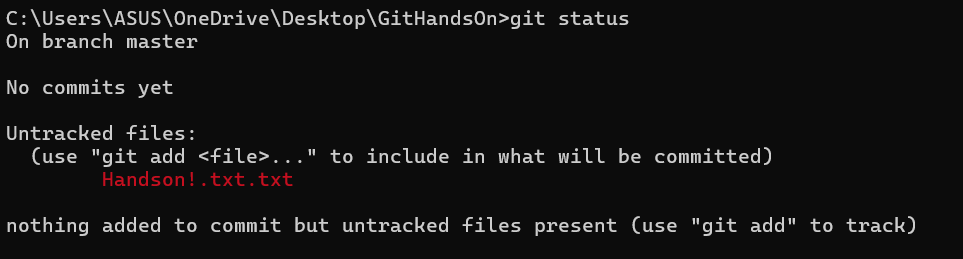 C:\Users\ASUS\OneDrive\Desktop\GitHandsOn>git status
On branch master
No commits yet
Untracked files:
(use "git add <file>..." to include in what will be committed)
Handson!.txt.txt
nothing added to commit but untracked files present (use "git add" to track)